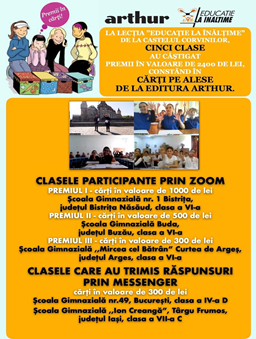 Premii în
cărți!
arthur
EDUCAȚIE
LA ÎNĂLȚIME
LA LECȚIA "EDUCAȚIE LA ÎNĂLȚIME"
DE LA CASTELUL CORVINILOR,
CINCI CLASE
AU CÂȘTIGAT
PREMII ÎN VALOARE DE 2400 DE LEI,
CONSTÂND ÎN
CĂRȚI PE ALESE
DE LA EDITURA ARTHUR.
CLASELE PARTICIPANTE PRIN ZOOM
PREMIUL I - cărți în valoare de 1000 de lei
Școala Gimnazială nr. 1 Bistrița,
județul Bistrița Năsăud, clasa a VI-a
PREMIUL II - cărți în valoare de 500 de lei
Școala Gimnazială Buda,
județul Buzău, clasa a VI-a
PREMIUL III - cărți în valoare de 300 de lei
Școala Gimnazială ,,Mircea cel Bătrân” Curtea de Argeș,
județul Argeș, clasa a VI-a
CLASELE CARE AU TRIMIS RĂSPUNSURI
PRIN MESSENGER
cărți în valoare de 300 de lei
Școala Gimnazială nr.49, București, clasa a IV-a D
Școala Gimnazială ,,Ion Creangă”, Târgu Frumos,
județul Iași, clasa a VII-a C